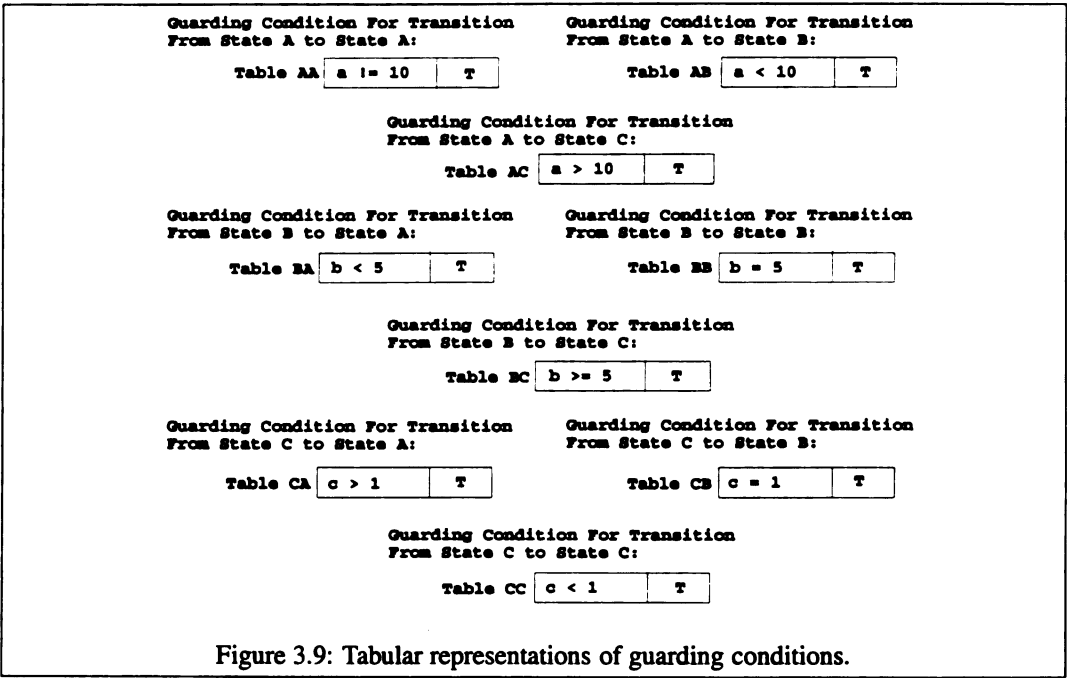 Guarding Condition For Transition
From State A to State A:
Table AA a != 10 T
Guarding Condition For Transition
From State A to State B:
Table AB a < 10 T
Guarding Condition For Transition
From State A to State C:
Table AC a > 10 T
Guarding Condition For Transition
From State B to State A:
Table BA b < 5 T
Guarding Condition For Transition
From State B to State B:
Table BB b = 5 T
Guarding Condition For Transition
From State B to State C:
Table BC b >= 5 T
Guarding Condition For Transition
From State C to State A:
Table CA c > 1 T
Guarding Condition For Transition
From State C to State B:
Table CB c = 1 T
Guarding Condition For Transition
From State C to State C:
Table CC c < 1 T
Figure 3.9: Tabular representations of guarding conditions.